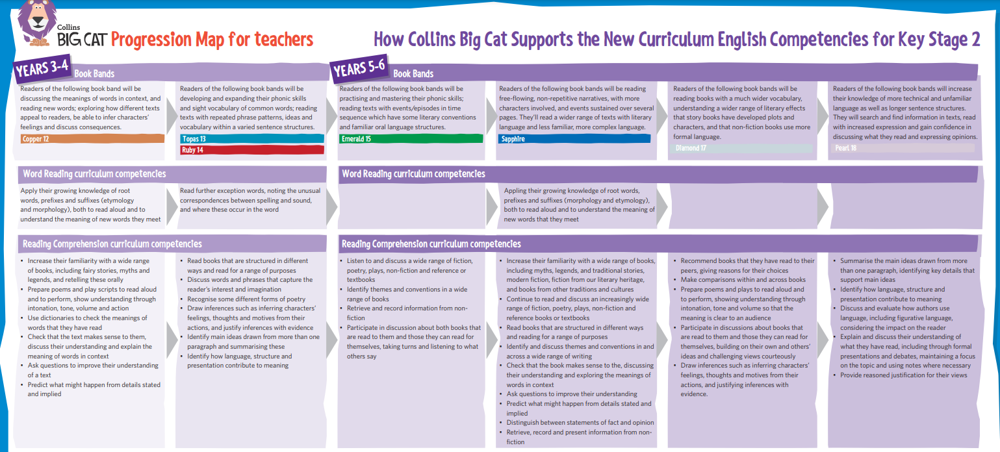 Collins
BIG CAT Progression Map for teachers
How Collins Big Cat Supports the New Curriculum English Competencies for Key Stage 2
YEARS 3-4
Book Bands
Readers of the following book band will be
discussing the meanings of words in context, and
reading new words; exploring how different texts
appeal to readers, be able to infer characters'
feelings and discuss consequences.
Copper 12
Readers of the following book bands will be
developing and expanding their phonic skills
and sight vocabulary of common words; reading
texts with repeated phrase patterns, ideas and
vocabulary within a varied sentence structures.
Topas 13
Ruby 14
YEARS 5-6
Book Bands
Readers of the following book bands will be
practising and mastering their phonic skills;
reading texts with events/episodes in time
sequence which have some literary conventions
and familiar oral language structures.
Emerald 15
Readers of the following book bands will be reading
free-flowing, non-repetitive narratives, with more
characters involved, and events sustained over several
pages. They'll read a wider range of texts with literary
language and less familiar, more complex language.
Sapphire
Readers of the following book bands will be
reading books with a much wider vocabulary,
understanding a wider range of literary effects
that story books have developed plots and
characters, and that non-fiction books use more
formal language.
Diamond 17
Readers of the following book bands will increase
their knowledge of more technical and unfamiliar
language as well as longer sentence structures.
They will search and find information in texts, read
with increased expression and gain confidence in
discussing what they read and expressing opinions.
Pearl 18
Word Reading curriculum competencies
Apply their growing knowledge of root
words, prefixes and suffixes (etymology
and morphology), both to read aloud and to
understand the meaning of new words they meet
Read further exception words, noting the unusual
correspondences between spelling and sound,
and where these occur in the word
Word Reading curriculum competencies
Appling their growing knowledge of root words,
prefixes and suffixes (morphology and etymology),
both to read aloud and to understand the meaning of
new words that they meet
Reading Comprehension curriculum competencies
• Increase their familiarity with a wide range
of books, including fairy stories, myths and
legends, and retelling these orally
• Prepare poems and play scripts to read aloud
and to perform, show understanding through
intonation, tone, volume and action
• Use dictionaries to check the meanings of
words that they have read
• Check that the text makes sense to them,
discuss their understanding and explain the
meaning of words in context
• Ask questions to improve their understanding
of a text
• Predict what might happen from details stated
and implied
• Read books that are structured in different
ways and read for a range of purposes
• Discuss words and phrases that capture the
reader's interest and imagination
• Recognise some different forms of poetry
• Draw inferences such as inferring characters'
feelings, thoughts and motives from their
actions, and justify inferences with evidence
• Identify main ideas drawn from more than one
paragraph and summarising these
• Identify how language, structure and
presentation contribute to meaning
Reading Comprehension curriculum competencies
• Listen to and discuss a wide range of fiction,
poetry, plays, non-fiction and reference or
textbooks
• Identify themes and conventions in a wide
range of books
• Retrieve and record information from non-
fiction
• Participate in discussion about both books that
are read to them and those they can read for
themselves, taking turns and listening to what
others say
• Increase their familiarity with a wide range of books,
including myths, legends, and traditional stories,
modern fiction, fiction from our literary heritage,
and books from other traditions and cultures
• Continue to read and discuss an increasingly wide
range of fiction, poetry, plays, non-fiction and
reference books or textbooks
• Read books that are structured in different ways
and reading for a range of purposes
• Identify and discuss themes and conventions in and
across a wide range of writing
• Check that the book makes sense to the, discussing
their understanding and exploring the meanings of
words in context
• Ask questions to improve their understanding
• Predict what might happen from details stated and
implied
• Distinguish between statements of fact and opinion
• Retrieve, record and present information from non-
fiction
• Recommend books that they have read to their
peers, giving reasons for their choices
• Make comparisons within and across books
• Prepare poems and plays to read aloud and
to perform, showing understanding through
intonation, tone and volume so that the
meaning is clear to an audience
• Participate in discussions about books that
are read to them and those they can read for
themselves, building on their own and others'
ideas and challenging views courteously
• Draw inferences such as inferring characters'
feelings, thoughts and motives from their
actions, and justifying inferences with
evidence.
• Summarise the main ideas drawn from more
than one paragraph, identifying key details that
support main ideas
• Identify how language, structure and
presentation contribute to meaning
• Discuss and evaluate how authors use
language, including figurative language,
considering the impact on the reader
• Explain and discuss their understanding of
what they have read, including through formal
presentations and debates, maintaining a focus
on the topic and using notes where necessary
• Provide reasoned justification for their views